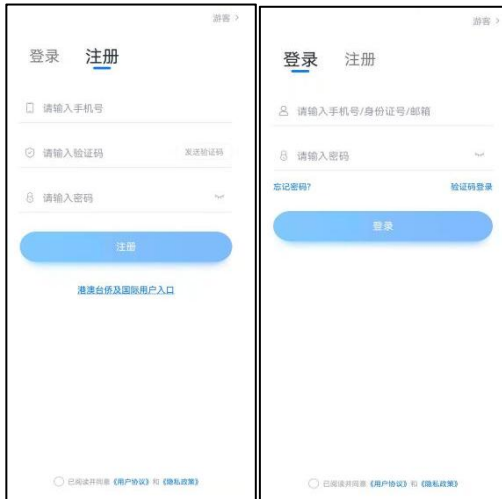 游客 >
登录 注册
请输入手机号
请输入验证码 发送验证码
请输入密码
注册
港澳台侨及国际用户入口
已阅读并同意《用户协议》和《隐私政策》
游客 >
登录 注册
请输入手机号/身份证号/邮箱
请输入密码
忘记密码? 验证码登录
登录
已阅读并同意《用户协议》和《隐私政策》